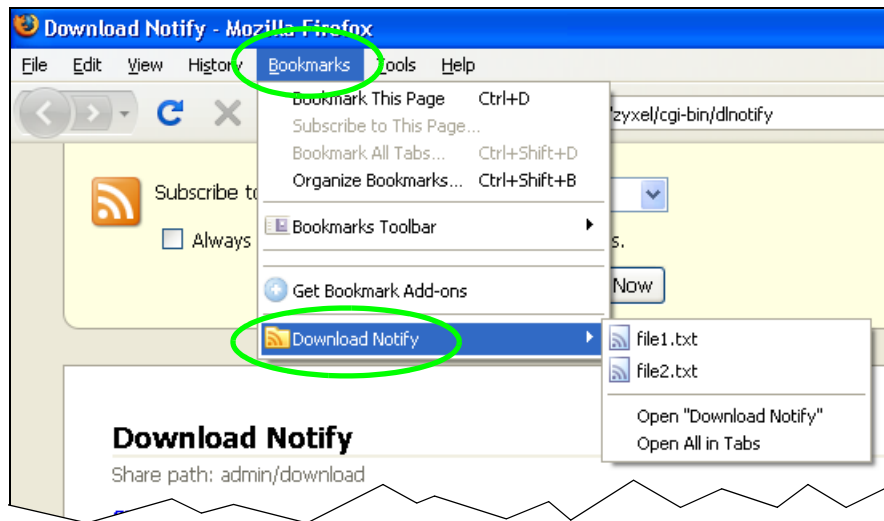 Download Notify - Mozilla Firefox
File Edit View History Bookmarks Tools Help
Bookmark This Page Ctrl+D
zyxel/cgi-bin/dlnotify
Subscribe to This Page...
Bookmark All Tabs... Ctrl+Shift+D
Organize Bookmarks... Ctrl+Shift+B
Subscribe to
Bookmarks Toolbar
Always
s.
Get Bookmark Add-ons
Now
Download Notify
file1.txt
file2.txt
Open "Download Notify"
Open All in Tabs
Download Notify
Share path: admin/download